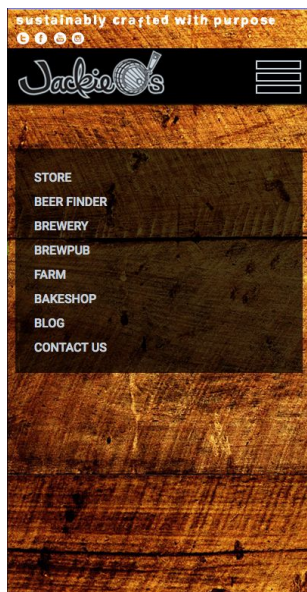 sustainably crafted with purpose
Jackie O's
STORE
BEER FINDER
BREWERY
BREWPUB
FARM
BAKESHOP
BLOG
CONTACT US